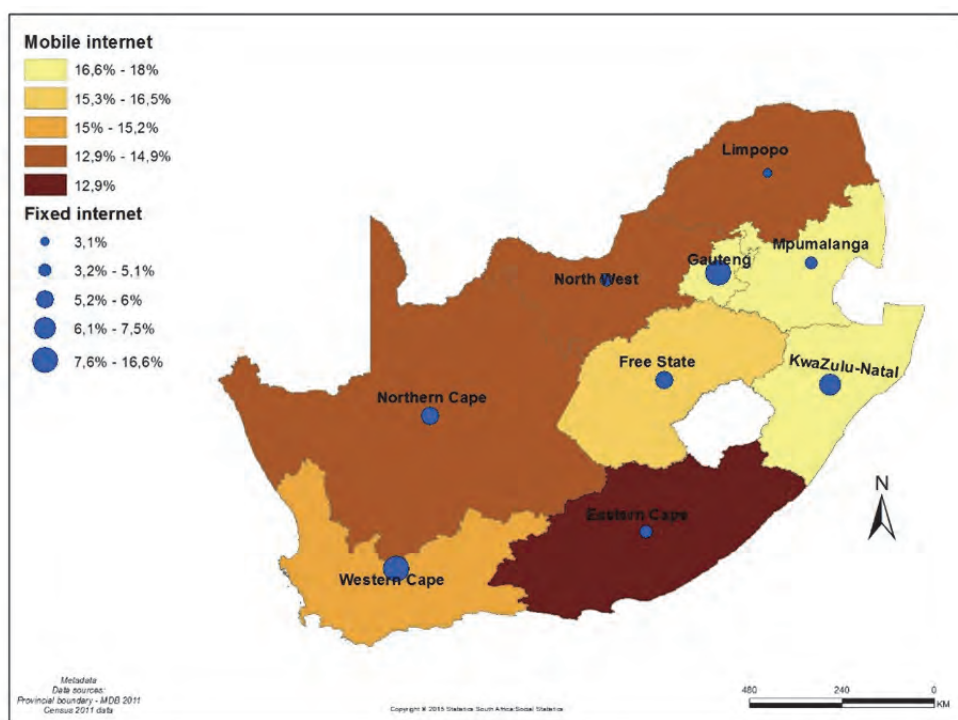 Mobile internet
16,6% - 18%
15,3% - 16,5%
15% - 15,2%
12,9% - 14,9%
12,9%
Fixed internet
3,1%
3,2% - 5,1%
5,2% - 6%
6,1% - 7,5%
7,6% - 16,6%
Limpopo
Mpumalanga
Gauteng
North West
Free State
KwaZulu-Natal
Northern Cape
Eastern Cape
Western Cape
N
Metadata
Data sources:
Provincial boundary - MDB 2011
Census 2011 data
Copyright © 2015 Statistics South Africa:Social Statistics
480 240 0
KM